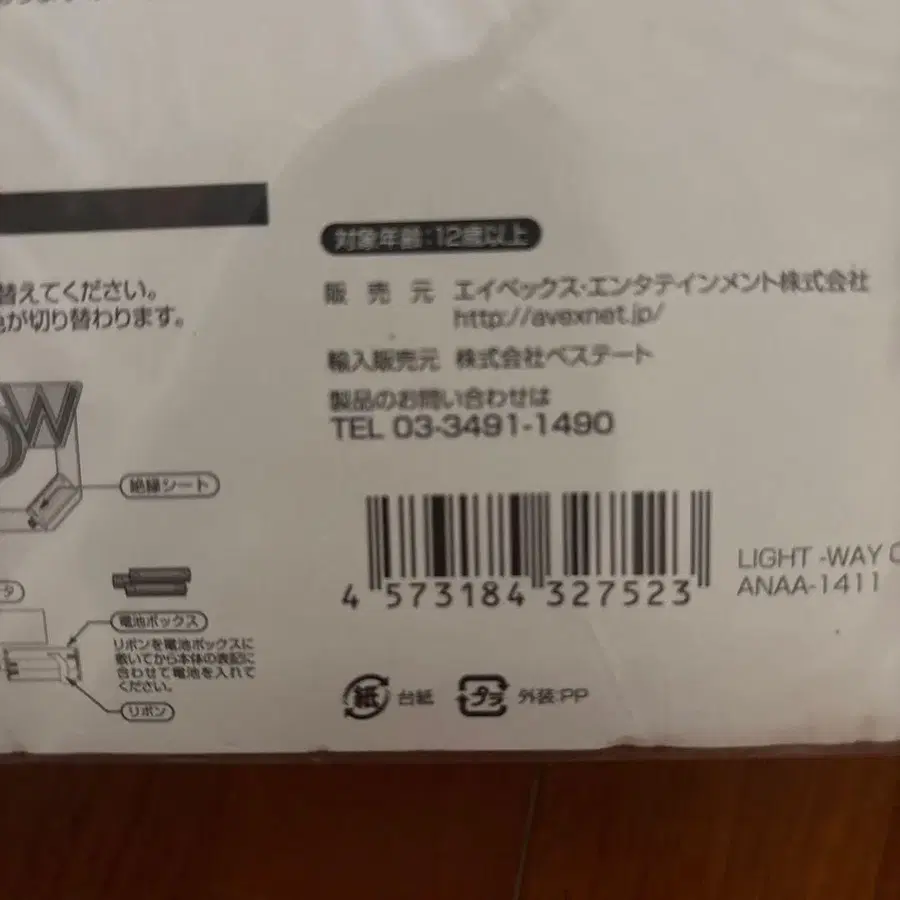 対象年齢:12歳以上
替えてください。
が切り替わります。
販売元 エイベックス・エンタテインメント株式会社
http://avexnet.jp/
輸入販売元 株式会社ベステート
製品のお問い合わせは
TEL 03-3491-1490
OW
絶縁シート
4 573184 327523
LIGHT -WAY
ANAA-1411
タ
電池ボックス
リボンを電池ボックスに
敷いてから本体の表記に
合わせて電池を入れて
ください。
リボン
紙 台紙 プラ 外装:PP